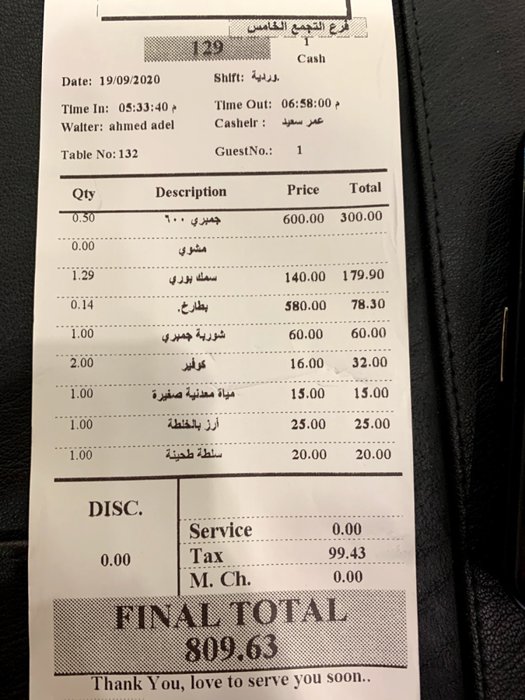 فرع التجمع الخامس
129
1
Cash
Date: 19/09/2020 Shift: وردية.
Time In: 05:33:40 م Time Out: 06:58:00 م
Waiter: ahmed adel Casheir : عمر سعيد
Table No: 132 GuestNo.: 1
Qty Description Price Total
0.50 جمبري ٦٠٠ 600.00 300.00
0.00 مشوي
1.29 سمك بوري 140.00 179.90
0.14 بطارخ. 580.00 78.30
1.00 شوربة جمبري 60.00 60.00
2.00 كوفير 16.00 32.00
1.00 مياة معدنية صغيرة 15.00 15.00
1.00 أرز بالخلطة 25.00 25.00
1.00 سلطة طحينة 20.00 20.00
DISC.
0.00
Service 0.00
Tax 99.43
M. Ch. 0.00
FINAL TOTAL
809.63
Thank You, love to serve you soon..